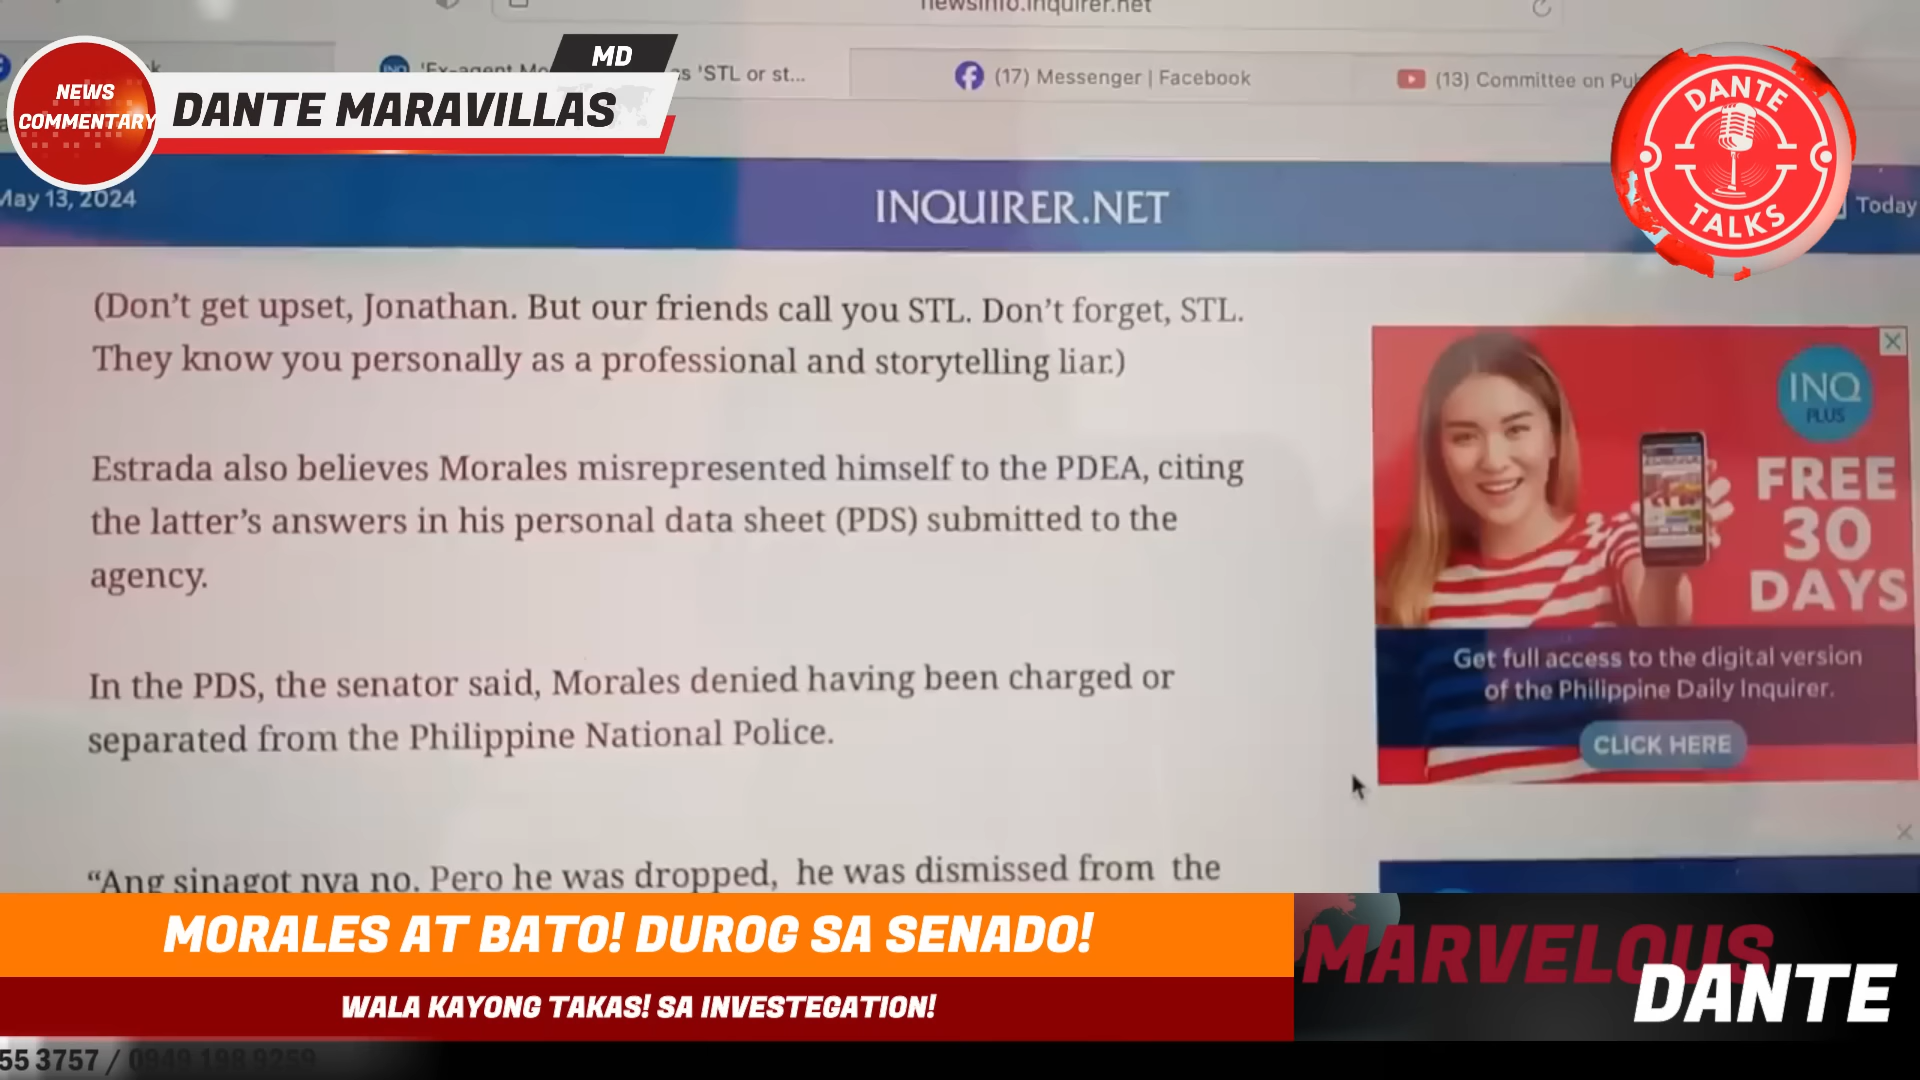 newsinfo.inquirer.net
MD
s 'STL or st...
(17) Messenger | Facebook
(13) Committee on Pu
NEWS
COMMENTARY
DANTE MARAVILLAS
DANTE
TALKS
May 13, 2024
INQUIRER.NET
Today
(Don't get upset, Jonathan. But our friends call you STL. Don't forget, STL.
They know you personally as a professional and storytelling liar.)
Estrada also believes Morales misrepresented himself to the PDEA, citing
the latter's answers in his personal data sheet (PDS) submitted to the
agency.
In the PDS, the senator said, Morales denied having been charged or
separated from the Philippine National Police.
“Ang sinagot nya no. Pero he was dropped, he was dismissed from the
INQ
PLUS
FREE
30
DAYS
Get full access to the digital version
of the Philippine Daily Inquirer.
CLICK HERE
MORALES AT BATO! DUROG SA SENADO!
WALA KAYONG TAKAS! SA INVESTEGATION!
MARVELOUS
DANTE
55 3757 / 0949 198 9259